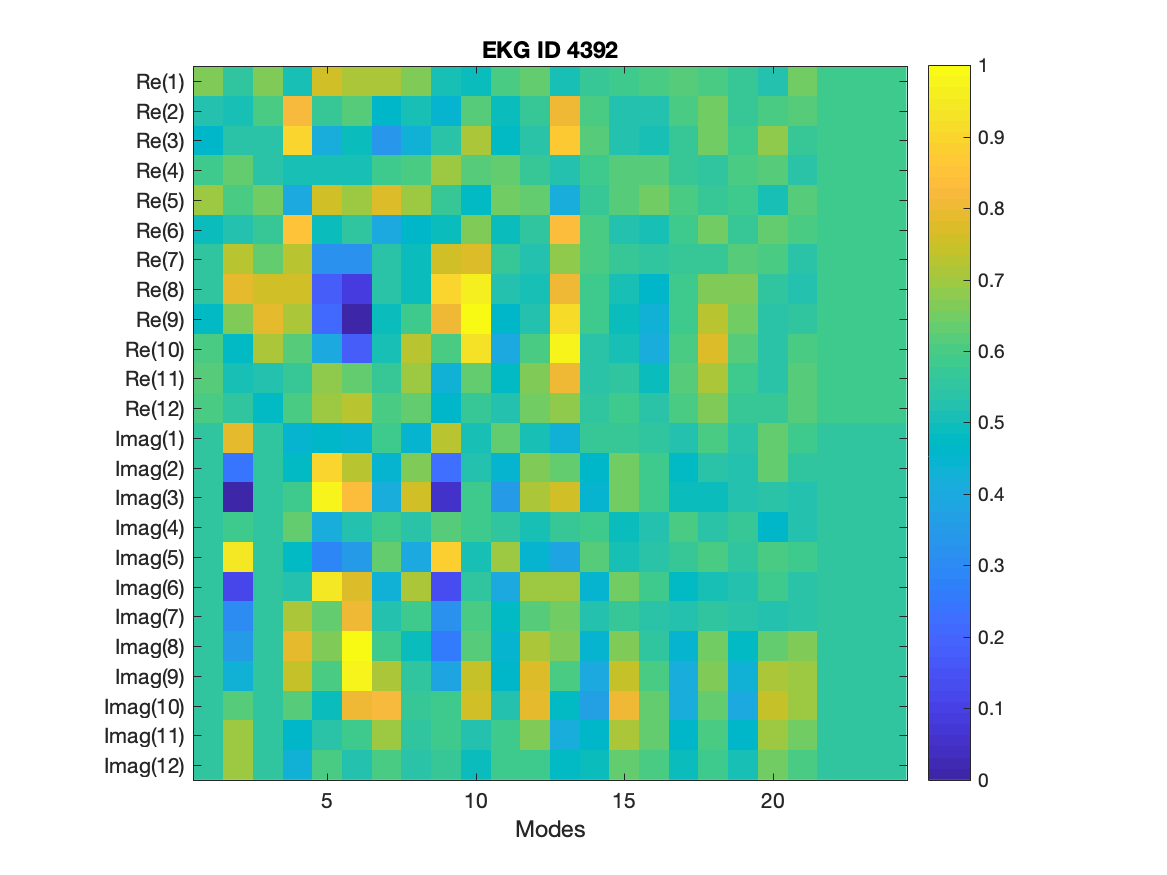 EKG ID 4392
Re(1)
Re(2)
Re(3)
Re(4)
Re(5)
Re(6)
Re(7)
Re(8)
Re(9)
Re(10)
Re(11)
Re(12)
Imag(1)
Imag(2)
Imag(3)
Imag(4)
Imag(5)
Imag(6)
Imag(7)
Imag(8)
Imag(9)
Imag(10)
Imag(11)
Imag(12)
5 10 15 20
Modes
1
0.9
0.8
0.7
0.6
0.5
0.4
0.3
0.2
0.1
0